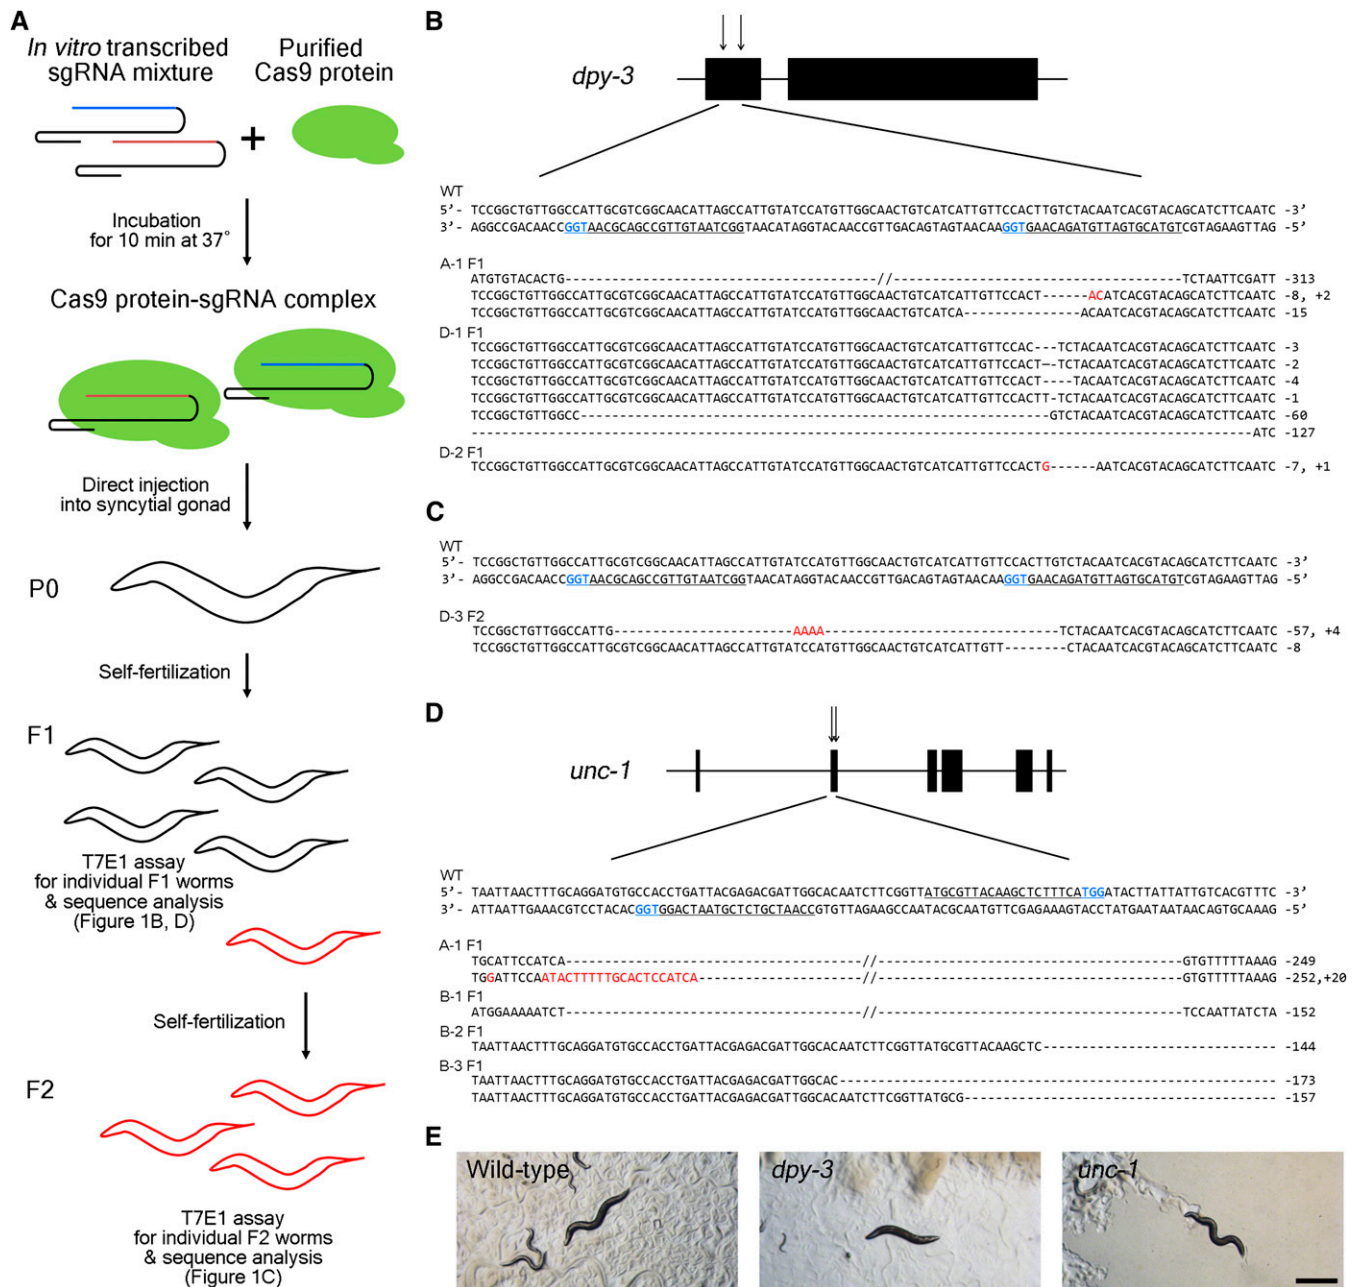 A
In vitro transcribed
sgRNA mixture
Purified
Cas9 protein
+
Incubation
for 10 min at 37°
Cas9 protein-sgRNA complex
Direct injection
into syncytial gonad
P0
Self-fertilization
F1
T7E1 assay
for individual F1 worms
& sequence analysis
(Figure 1B, D)
Self-fertilization
F2
T7E1 assay
for individual F2 worms
& sequence analysis
(Figure 1C)
B
dpy-3
WT
5’- TCCGGCTGTTGGCCATTGCGTCGGCAACATTAGCCATTGTATCCATGTTGGCAACTGTCATCATTGTTCCACTTGTCTACAATCACGTACAGCATCTTCAATC -3’
3’- AGGCCGACAACCGGTAACGCAGCCGTTGTAATCGGTAACATAGGTACAACCGTTGACAGTAGTAACAAGGTGAACAGATGTTAGTGCATGTCGTAGAAGTTAG -5’
A-1 F1
ATGTGTACACTG----------------------------------------//--------------------------------------TCTAATTCGATT -313
TCCGGCTGTTGGCCATTGCGTCGGCAACATTAGCCATTGTATCCATGTTGGCAACTGTCATCATTGTTCCACT------ACATCACGTACAGCATCTTCAATC -8, +2
TCCGGCTGTTGGCCATTGCGTCGGCAACATTAGCCATTGTATCCATGTTGGCAACTGTCATCA---------------ACAATCACGTACAGCATCTTCAATC -15
D-1 F1
TCCGGCTGTTGGCCATTGCGTCGGCAACATTAGCCATTGTATCCATGTTGGCAACTGTCATCATTGTTCCAC---TCTACAATCACGTACAGCATCTTCAATC -3
TCCGGCTGTTGGCCATTGCGTCGGCAACATTAGCCATTGTATCCATGTTGGCAACTGTCATCATTGTTCCACT--TCTACAATCACGTACAGCATCTTCAATC -2
TCCGGCTGTTGGCCATTGCGTCGGCAACATTAGCCATTGTATCCATGTTGGCAACTGTCATCATTGTTCCACT----TACAATCACGTACAGCATCTTCAATC -4
TCCGGCTGTTGGCCATTGCGTCGGCAACATTAGCCATTGTATCCATGTTGGCAACTGTCATCATTGTTCCACTT-TCTACAATCACGTACAGCATCTTCAATC -1
TCCGGCTGTTGGCC------------------------------------------------------------GTCTACAATCACGTACAGCATCTTCAATC -60
----------------------------------------------------------------------------------------------------ATC -127
D-2 F1
TCCGGCTGTTGGCCATTGCGTCGGCAACATTAGCCATTGTATCCATGTTGGCAACTGTCATCATTGTTCCACTG------AATCACGTACAGCATCTTCAATC -7, +1
C
WT
5’- TCCGGCTGTTGGCCATTGCGTCGGCAACATTAGCCATTGTATCCATGTTGGCAACTGTCATCATTGTTCCACTTGTCTACAATCACGTACAGCATCTTCAATC -3’
3’- AGGCCGACAACCGGTAACGCAGCCGTTGTAATCGGTAACATAGGTACAACCGTTGACAGTAGTAACAAGGTGAACAGATGTTAGTGCATGTCGTAGAAGTTAG -5’
D-3 F2
TCCGGCTGTTGGCCATTG-----------------------AAAA------------------------------TCTACAATCACGTACAGCATCTTCAATC -57, +4
TCCGGCTGTTGGCCATTGCGTCGGCAACATTAGCCATTGTATCCATGTTGGCAACTGTCATCATTGTT--------CTACAATCACGTACAGCATCTTCAATC -8
D
unc-1
WT
5’- TAATTAACTTTGCAGGATGTGCCACCTGATTACGAGACGATTGGCACAATCTTCGGTTATGCGTTACAAGCTCTTTCATGGATACTTATTATTGTCACGTTTC -3’
3’- ATTAATTGAAACGTCCTACACGGTGGACTAATGCTCTGCTAACCGTGTTAGAAGCCAATACGCAATGTTCGAGAAAGTACCTATGAATAATAACAGTGCAAAG -5’
A-1 F1
TGCATTCCATCA--------------------------------------//---------------------------------------GTGTTTTTAAAG -249
TGGATTCCAATACTTTTTGCACTCCATCA---------------------//---------------------------------------GTGTTTTTAAAG -252,+20
B-1 F1
ATGGAAAAATCT--------------------------------------//---------------------------------------TCCAATTATCTA -152
B-2 F1
TAATTAACTTTGCAGGATGTGCCACCTGATTACGAGACGATTGGCACAATCTTCGGTTATGCGTTACAAGCTC------------------------------ -144
B-3 F1
TAATTAACTTTGCAGGATGTGCCACCTGATTACGAGACGATTGGCAC-------------------------------------------------------- -173
TAATTAACTTTGCAGGATGTGCCACCTGATTACGAGACGATTGGCACAATCTTCGGTTATGCG---------------------------------------- -157
E
Wild-type
dpy-3
unc-1